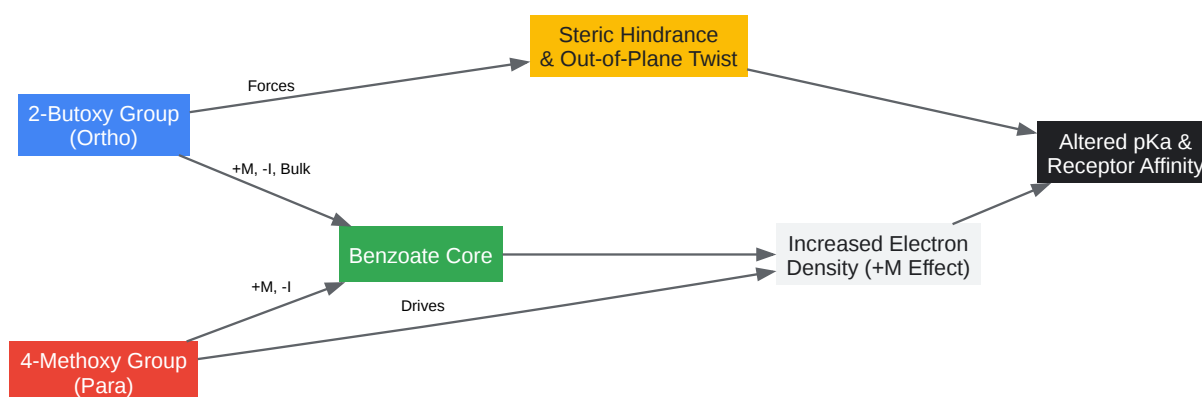 Steric Hindrance
& Out-of-Plane Twist
Forces
2-Butoxy Group
(Ortho)
Altered pKa &
Receptor Affinity
+M, -I, Bulk
Benzoate Core
Increased Electron
Density (+M Effect)
+M, -I
Drives
4-Methoxy Group
(Para)